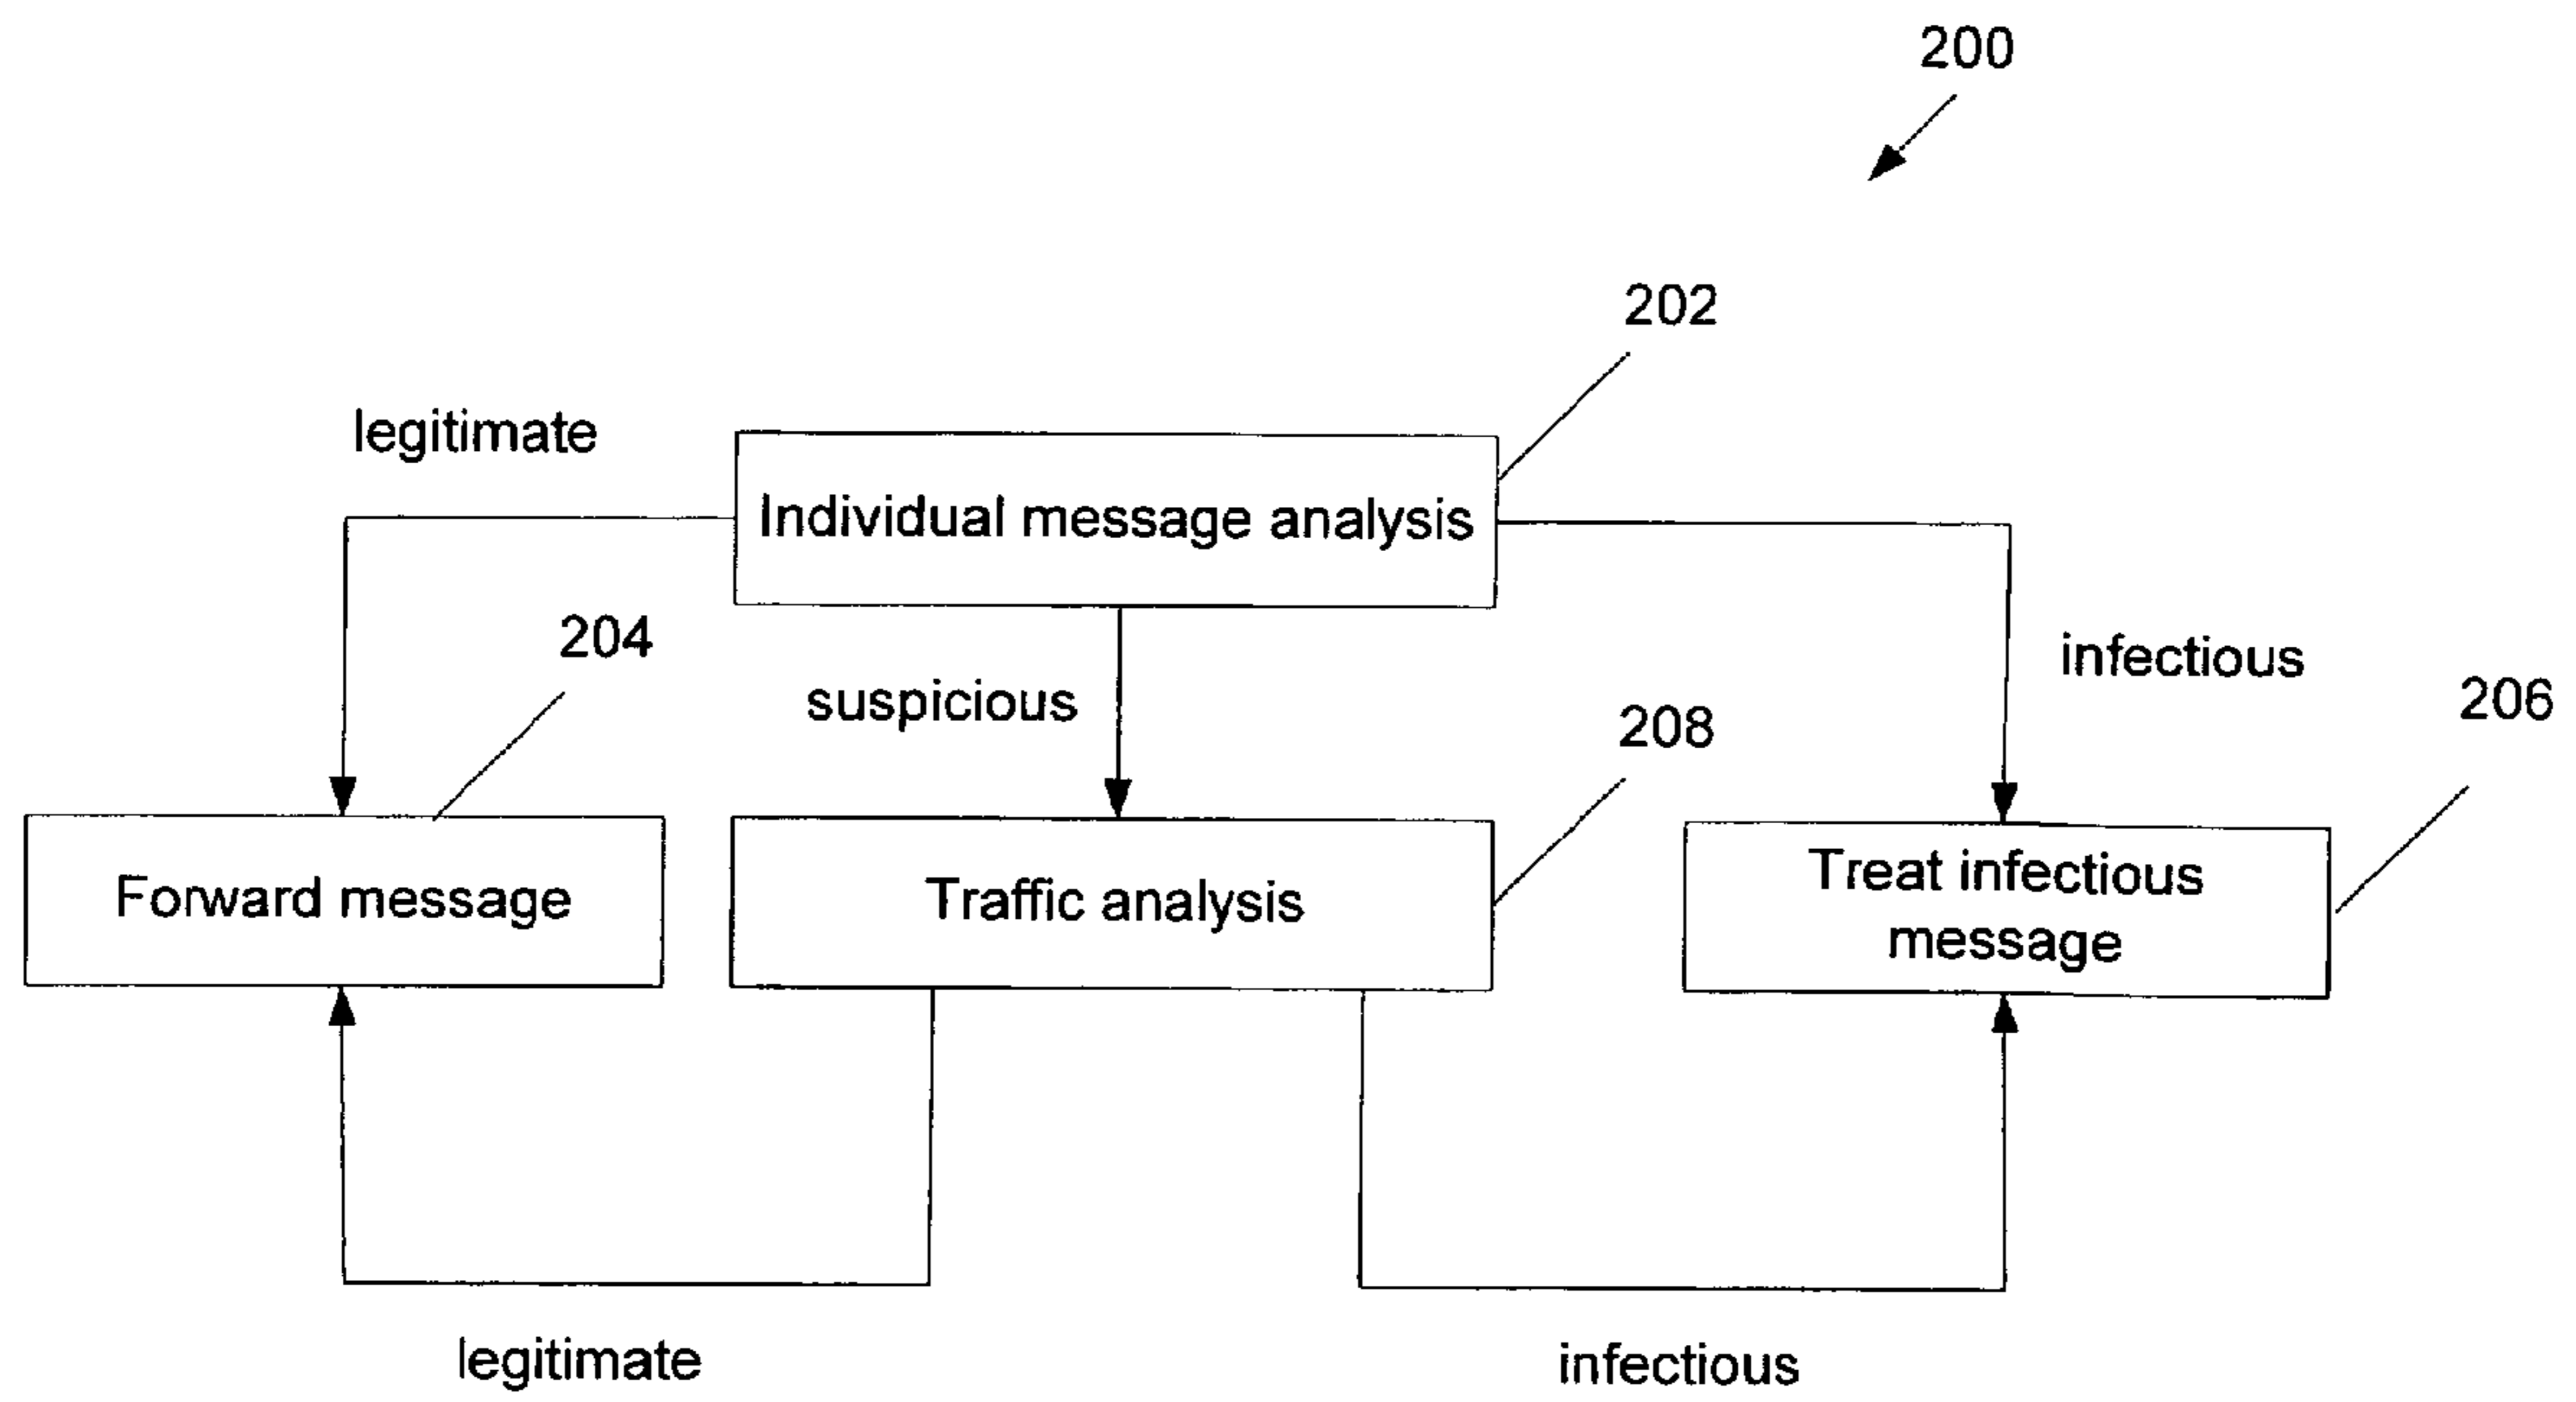 200
202
legitimate
Individual message analysis
204
suspicious
infectious
208
206
Forward message
Traffic analysis
Treat infectious
message
legitimate
infectious